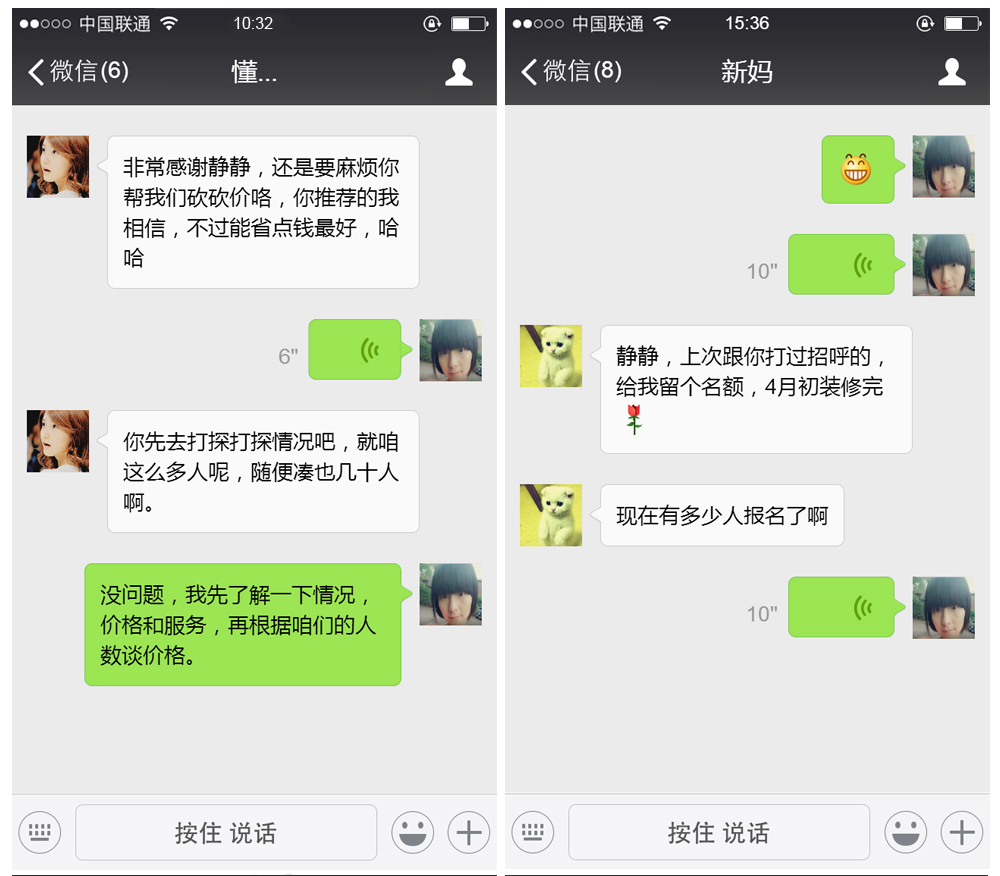 中国联通 10:32
微信(6) 懂...
非常感谢静静，还是要麻烦你
帮我们砍砍价咯，你推荐的我
相信，不过能省点钱最好，哈
哈
6"
你先去打探打探情况吧，就咱
这么多人呢，随便凑也几十人
啊。
没问题，我先了解一下情况，
价格和服务，再根据咱们的人
数谈价格。
按住 说话
中国联通 15:36
微信(8) 新妈
10"
静静，上次跟你打过招呼的，
给我留个名额，4月初装修完
现在有多少人报名了啊
10"
按住 说话